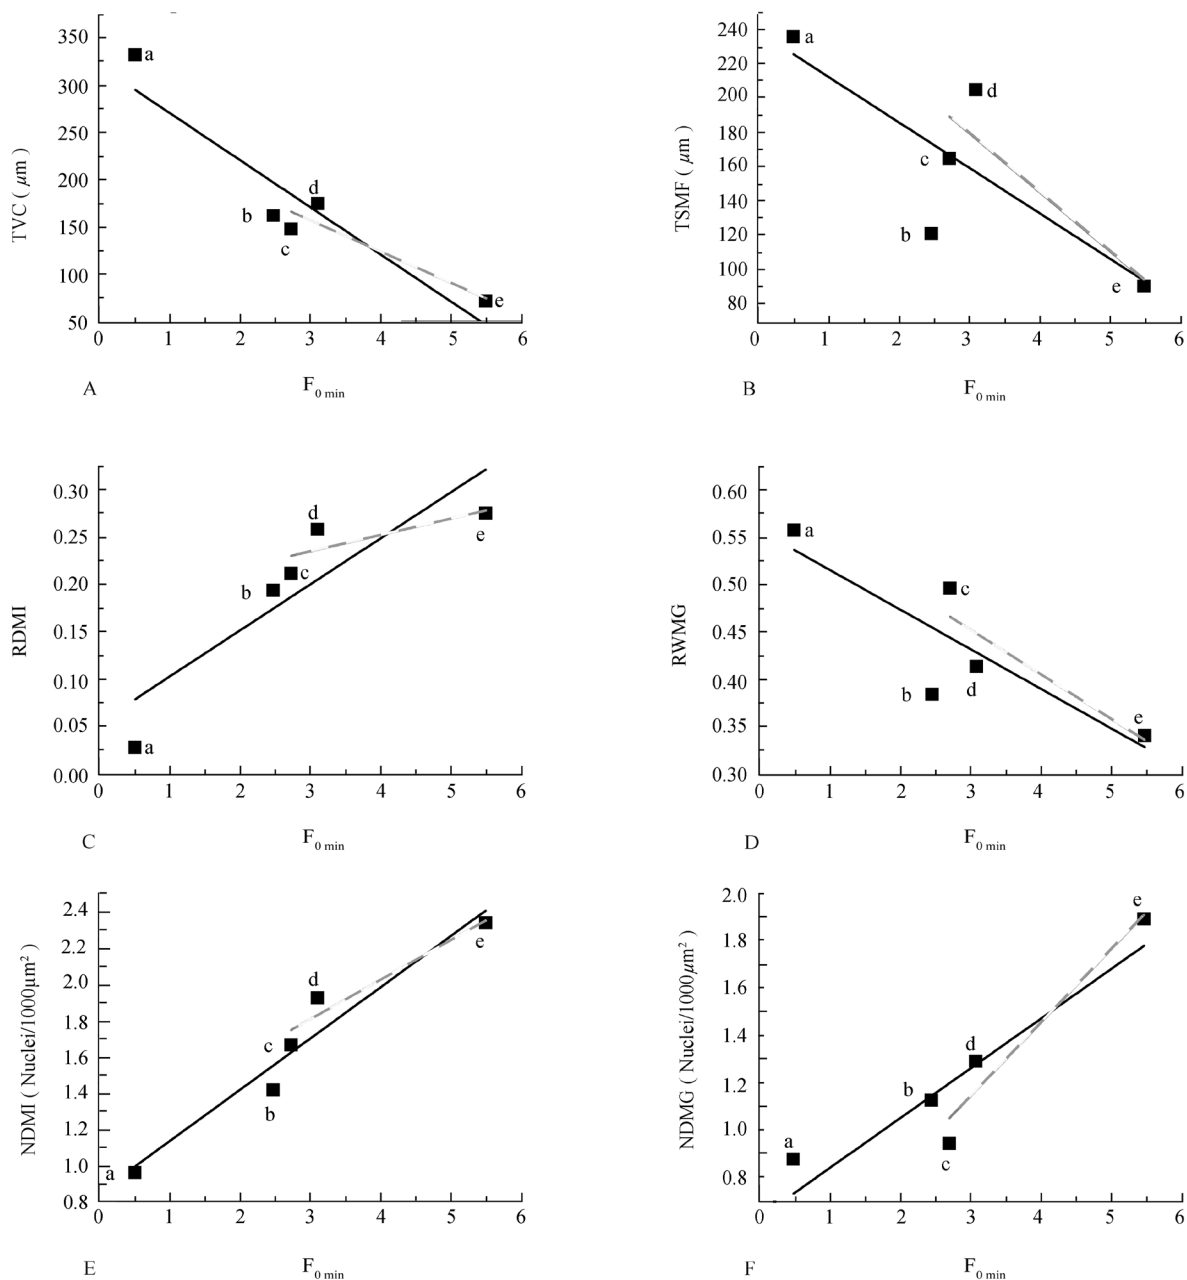 350
300
250
200
150
100
50
TVC ( μm )
a
b
c
d
e
0 1 2 3 4 5 6
A
F0 min
240
220
200
180
160
140
120
100
80
TSMF ( μm )
a
d
c
b
e
0 1 2 3 4 5 6
B
F0 min
0.30
0.25
0.20
0.15
0.10
0.05
0.00
RDMI
d
e
c
b
a
0 1 2 3 4 5 6
C
F0 min
0.60
0.55
0.50
0.45
0.40
0.35
0.30
RWMG
a
c
b
d
e
0 1 2 3 4 5 6
D
F0 min
2.4
2.2
2.0
1.8
1.6
1.4
1.2
1.0
0.8
NDMI ( Nuclei/1000μm² )
e
d
c
b
a
0 1 2 3 4 5 6
E
F0 min
2.0
1.8
1.6
1.4
1.2
1.0
0.8
NDMG ( Nuclei/1000μm² )
e
d
b
a
c
0 1 2 3 4 5 6
F
F0 min